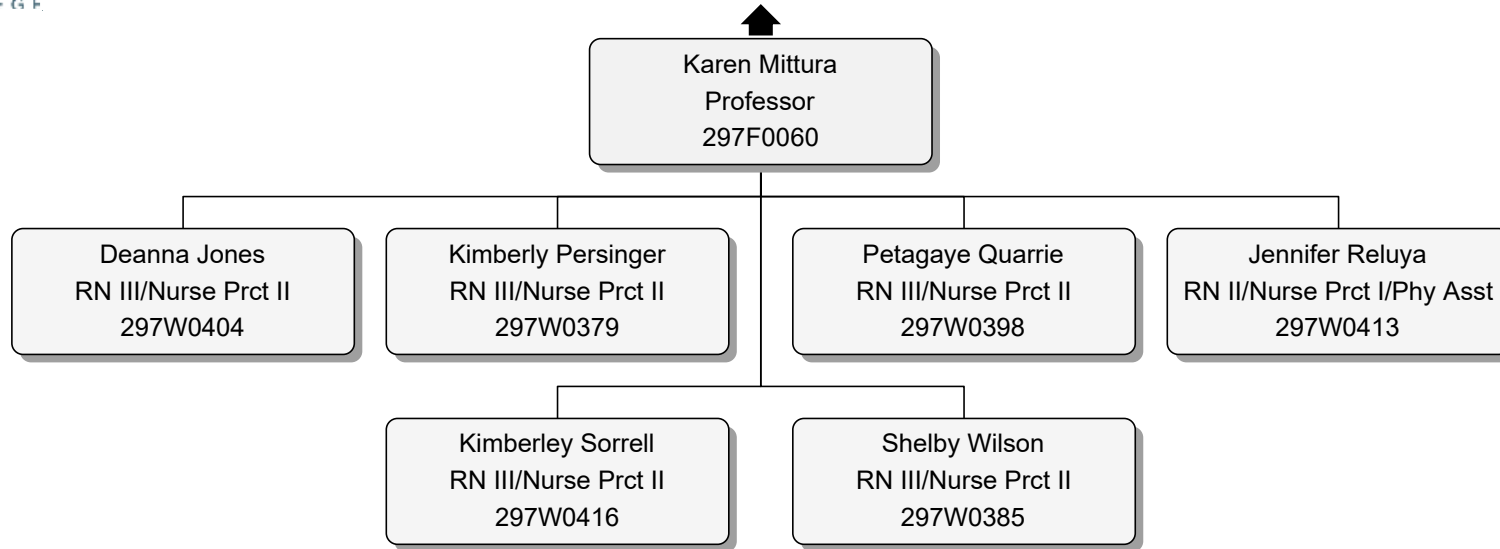 Karen Mittura
Professor
297F0060
Deanna Jones
RN III/Nurse Prct II
297W0404
Kimberly Persinger
RN III/Nurse Prct II
297W0379
Petagaye Quarrie
RN III/Nurse Prct II
297W0398
Jennifer Reluya
RN II/Nurse Prct I/Phy Asst
297W0413
Kimberley Sorrell
RN III/Nurse Prct II
297W0416
Shelby Wilson
RN III/Nurse Prct II
297W0385